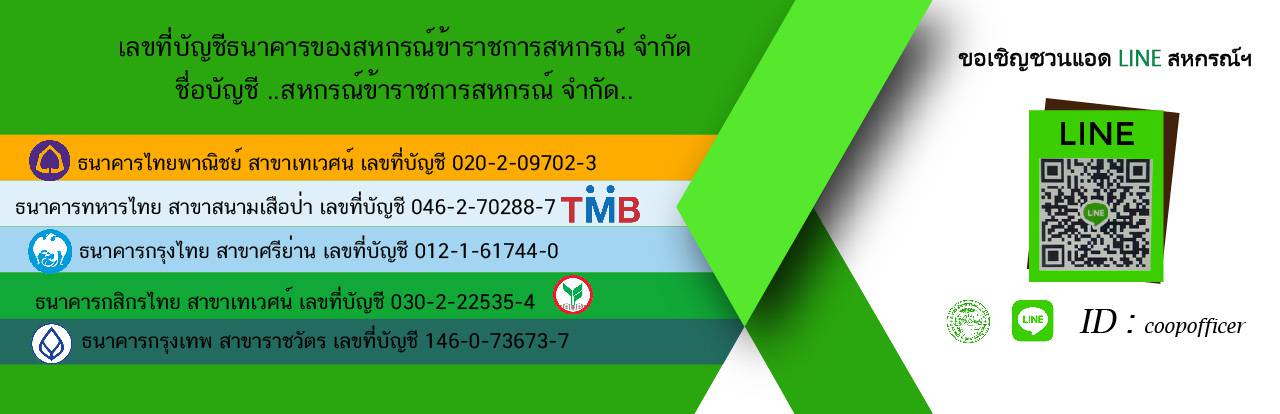 เลขที่บัญชีธนาคารของสหกรณ์ข้าราชการสหกรณ์ จำกัด
ชื่อบัญชี ..สหกรณ์ข้าราชการสหกรณ์ จำกัด..
ธนาคารไทยพาณิชย์ สาขาเทเวศน์ เลขที่บัญชี 020-2-09702-3
ธนาคารทหารไทย สาขาสนามเสือป่า เลขที่บัญชี 046-2-70288-7 TMB
ธนาคารกรุงไทย สาขาศรีย่าน เลขที่บัญชี 012-1-61744-0
ธนาคารกสิกรไทย สาขาเทเวศน์ เลขที่บัญชี 030-2-22535-4
ธนาคารกรุงเทพ สาขาราชวัตร เลขที่บัญชี 146-0-73673-7
ขอเชิญชวนแอด LINE สหกรณ์ฯ
LINE
LINE
LINE
ID : coopofficer